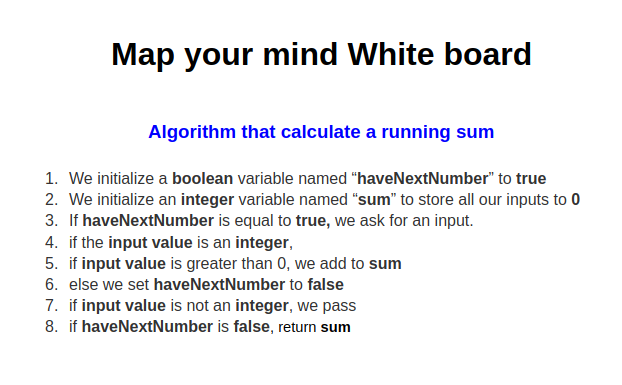 Map your mind White board
Algorithm that calculate a running sum
1. We initialize a boolean variable named “haveNextNumber” to true
2. We initialize an integer variable named “sum” to store all our inputs to 0
3. If haveNextNumber is equal to true, we ask for an input.
4. if the input value is an integer,
5. if input value is greater than 0, we add to sum
6. else we set haveNextNumber to false
7. if input value is not an integer, we pass
8. if haveNextNumber is false, return sum